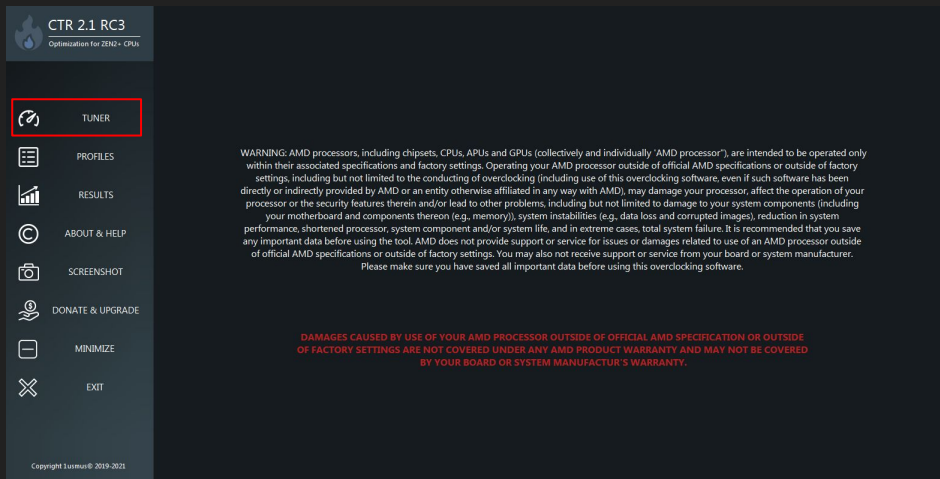 CTR 2.1 RC3
Optimization for ZEN2+ CPUs
TUNER
PROFILES
RESULTS
ABOUT & HELP
SCREENSHOT
DONATE & UPGRADE
MINIMIZE
EXIT
Copyright 1usmus© 2019-2021
WARNING: AMD processors, including chipsets, CPUs, APUs and GPUs (collectively and individually 'AMD processor"), are intended to be operated only
within their associated specifications and factory settings. Operating your AMD processor outside of official AMD specifications or outside of factory
settings, including but not limited to the conducting of overclocking (including use of this overclocking software, even if such software has been
directly or indirectly provided by AMD or an entity otherwise affiliated in any way with AMD), may damage your processor, affect the operation of your
processor or the security features therein and/or lead to other problems, including but not limited to damage to your system components (including
your motherboard and components thereon (e.g., memory)), system instabilities (e.g., data loss and corrupted images), reduction in system
performance, shortened processor, system component and/or system life, and in extreme cases, total system failure. It is recommended that you save
any important data before using the tool. AMD does not provide support or service for issues or damages related to use of an AMD processor outside
of official AMD specifications or outside of factory settings. You may also not receive support or service from your board or system manufacturer.
Please make sure you have saved all important data before using this overclocking software.
DAMAGES CAUSED BY USE OF YOUR AMD PROCESSOR OUTSIDE OF OFFICIAL AMD SPECIFICATION OR OUTSIDE
OF FACTORY SETTINGS ARE NOT COVERED UNDER ANY AMD PRODUCT WARRANTY AND MAY NOT BE COVERED
BY YOUR BOARD OR SYSTEM MANUFACTUR'S WARRANTY.